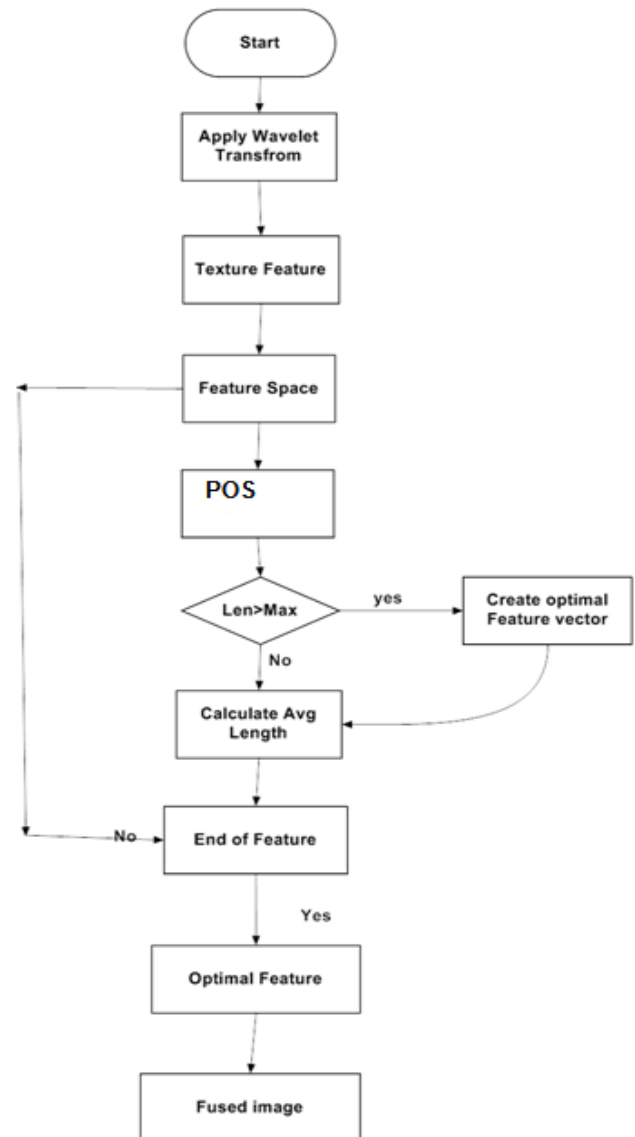 Start
Apply Wavelet
Transfrom
Texture Feature
Feature Space
POS
Len>Max
yes
Create optimal
Feature vector
No
Calculate Avg
Length
No
End of Feature
Yes
Optimal Feature
Fused image